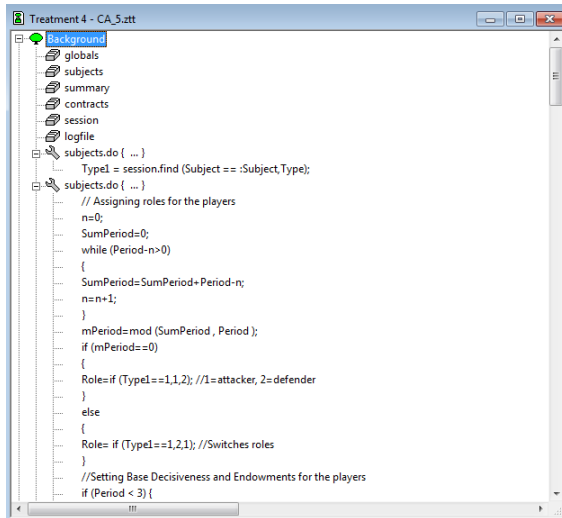 Treatment 4 - CA_5.ztt
Background
globals
subjects
summary
contracts
session
logfile
subjects.do { ... }
Type1 = session.find (Subject == :Subject,Type);
subjects.do { ... }
// Assigning roles for the players
n=0;
SumPeriod=0;
while (Period-n>0)
{
SumPeriod=SumPeriod+Period-n;
n=n+1;
}
mPeriod=mod (SumPeriod , Period );
if (mPeriod==0)
{
Role=if (Type1==1,1,2); //1=attacker, 2=defender
}
else
{
Role= if (Type1==1,2,1); //Switches roles
}
//Setting Base Decisiveness and Endowments for the players
if (Period < 3) {